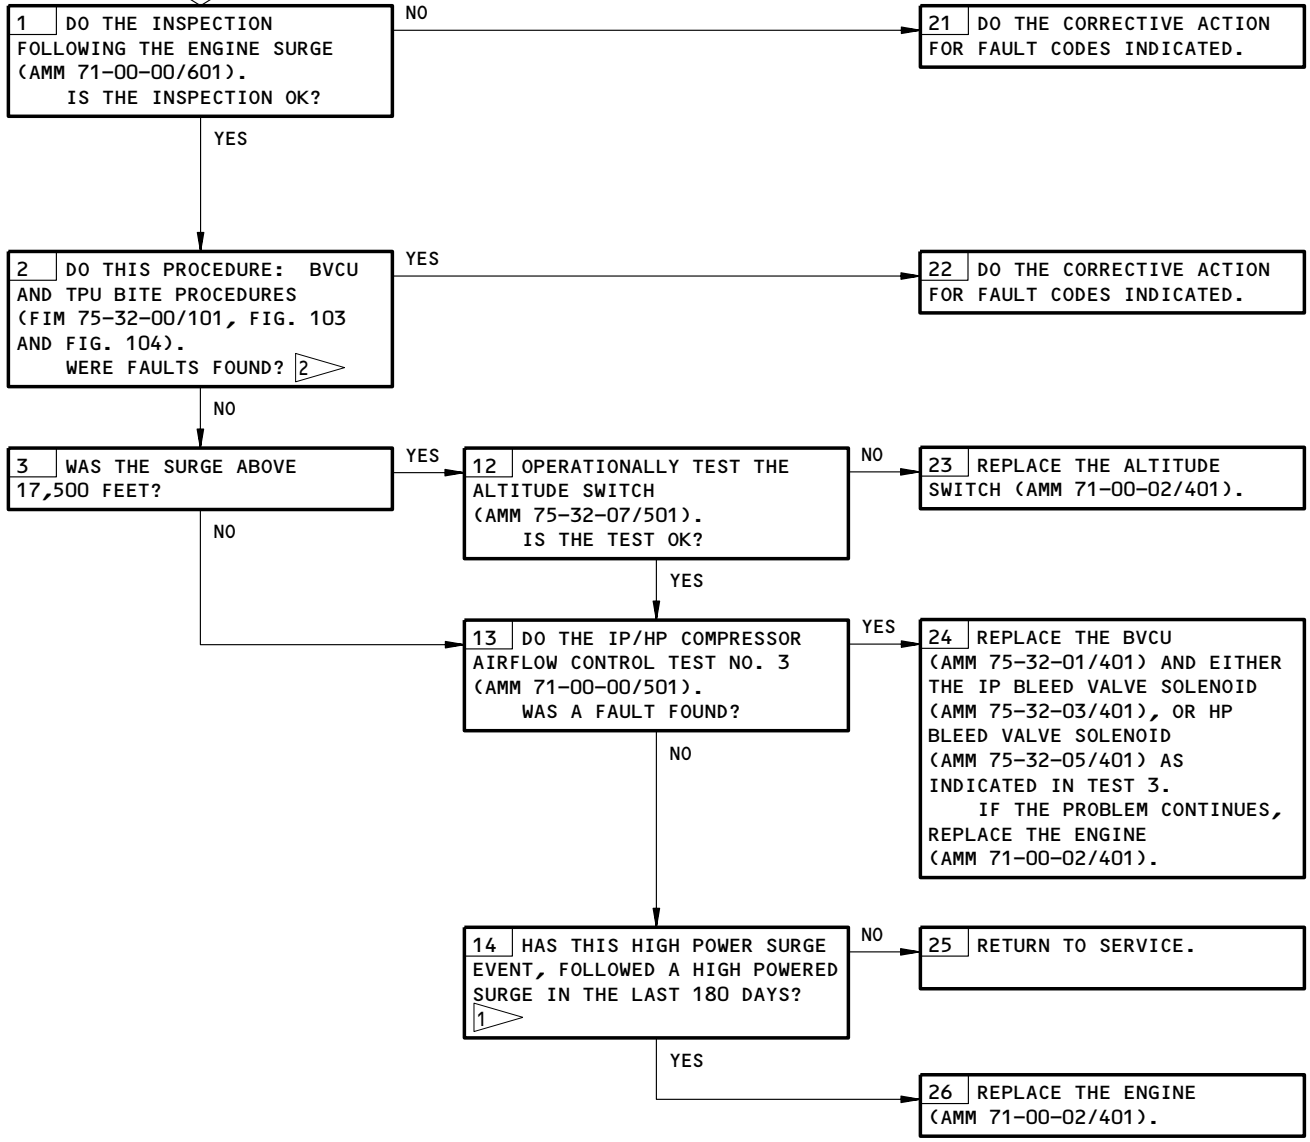 1 DO THE INSPECTION
FOLLOWING THE ENGINE SURGE
(AMM 71-00-00/601).
IS THE INSPECTION OK?
NO
21 DO THE CORRECTIVE ACTION
FOR FAULT CODES INDICATED.
YES
2 DO THIS PROCEDURE: BVCU
AND TPU BITE PROCEDURES
(FIM 75-32-00/101, FIG. 103
AND FIG. 104).
WERE FAULTS FOUND? 2
YES
22 DO THE CORRECTIVE ACTION
FOR FAULT CODES INDICATED.
NO
3 WAS THE SURGE ABOVE
17,500 FEET?
YES
12 OPERATIONALLY TEST THE
ALTITUDE SWITCH
(AMM 75-32-07/501).
IS THE TEST OK?
NO
23 REPLACE THE ALTITUDE
SWITCH (AMM 71-00-02/401).
NO
YES
13 DO THE IP/HP COMPRESSOR
AIRFLOW CONTROL TEST NO. 3
(AMM 71-00-00/501).
WAS A FAULT FOUND?
YES
24 REPLACE THE BVCU
(AMM 75-32-01/401) AND EITHER
THE IP BLEED VALVE SOLENOID
(AMM 75-32-03/401), OR HP
BLEED VALVE SOLENOID
(AMM 75-32-05/401) AS
INDICATED IN TEST 3.
IF THE PROBLEM CONTINUES,
REPLACE THE ENGINE
(AMM 71-00-02/401).
NO
14 HAS THIS HIGH POWER SURGE
EVENT, FOLLOWED A HIGH POWERED
SURGE IN THE LAST 180 DAYS?
1
NO
25 RETURN TO SERVICE.
YES
26 REPLACE THE ENGINE
(AMM 71-00-02/401).